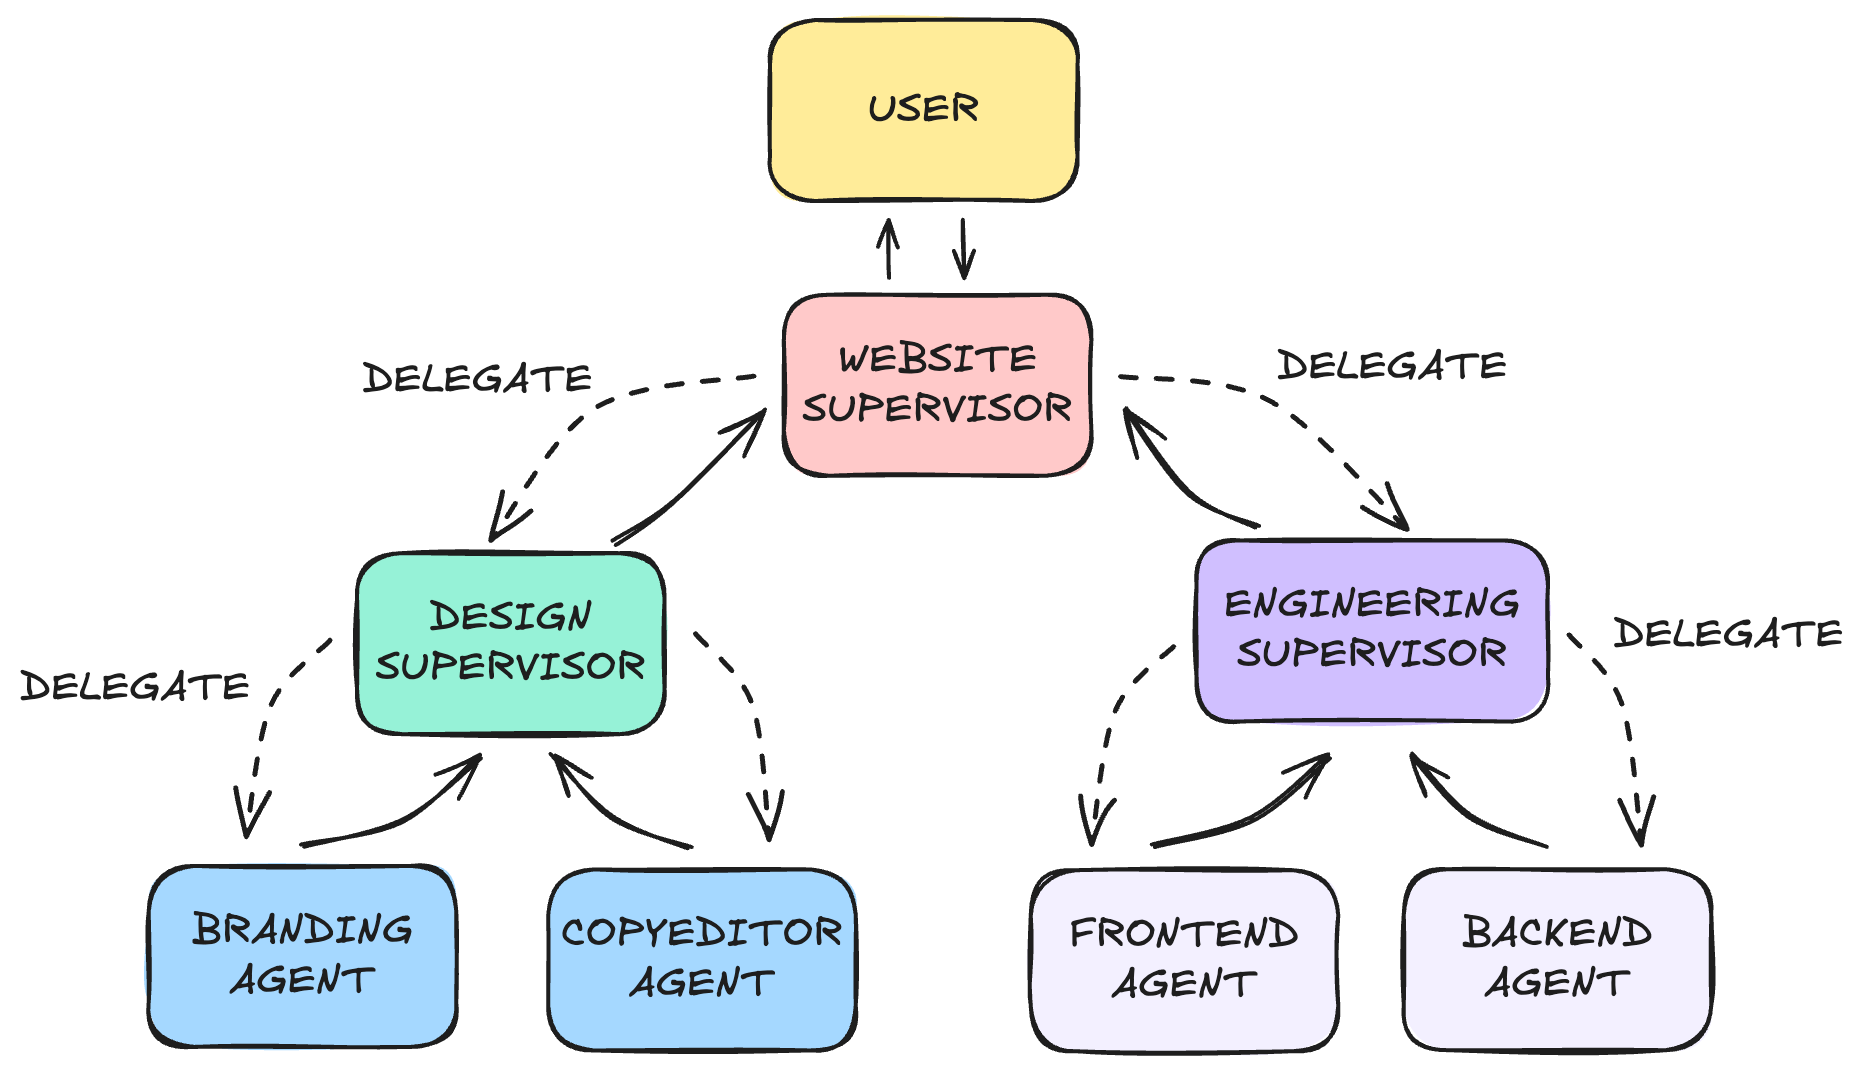 USER
WEBSITE
SUPERVISOR
DELEGATE
DELEGATE
DESIGN
SUPERVISOR
ENGINEERING
SUPERVISOR
DELEGATE
DELEGATE
BRANDING
AGENT
COPYEDITOR
AGENT
FRONTEND
AGENT
BACKEND
AGENT